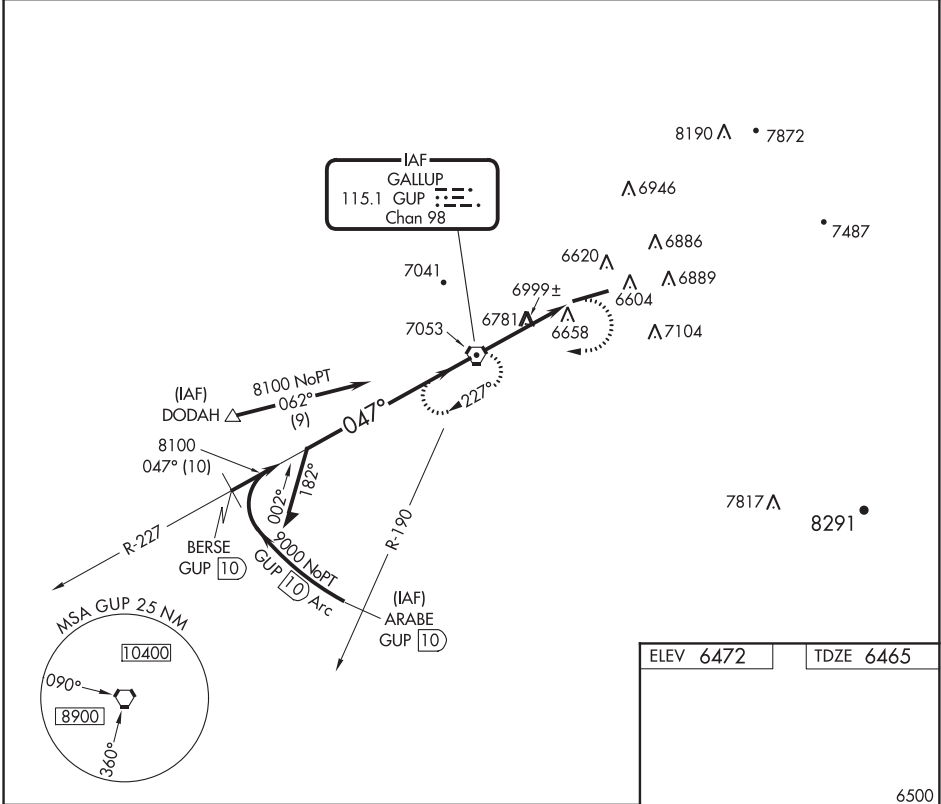 8190
7872
IAF
GALLUP
115.1 GUP
Chan 98
6946
7487
6886
7041
6620
6889
6999±
6604
6781
6658
7104
7053
227°
8100 NoPT
062°
(9)
(IAF)
DODAH
047°
8100
047° (10)
182°
002°
R-190
7817
8291
R-227
BERSE
GUP 10
9000 NoPT
GUP 10 Arc
(IAF)
ARABE
GUP 10
MSA GUP 25 NM
10400
090°
8900
360°
ELEV 6472
TDZE 6465
6500